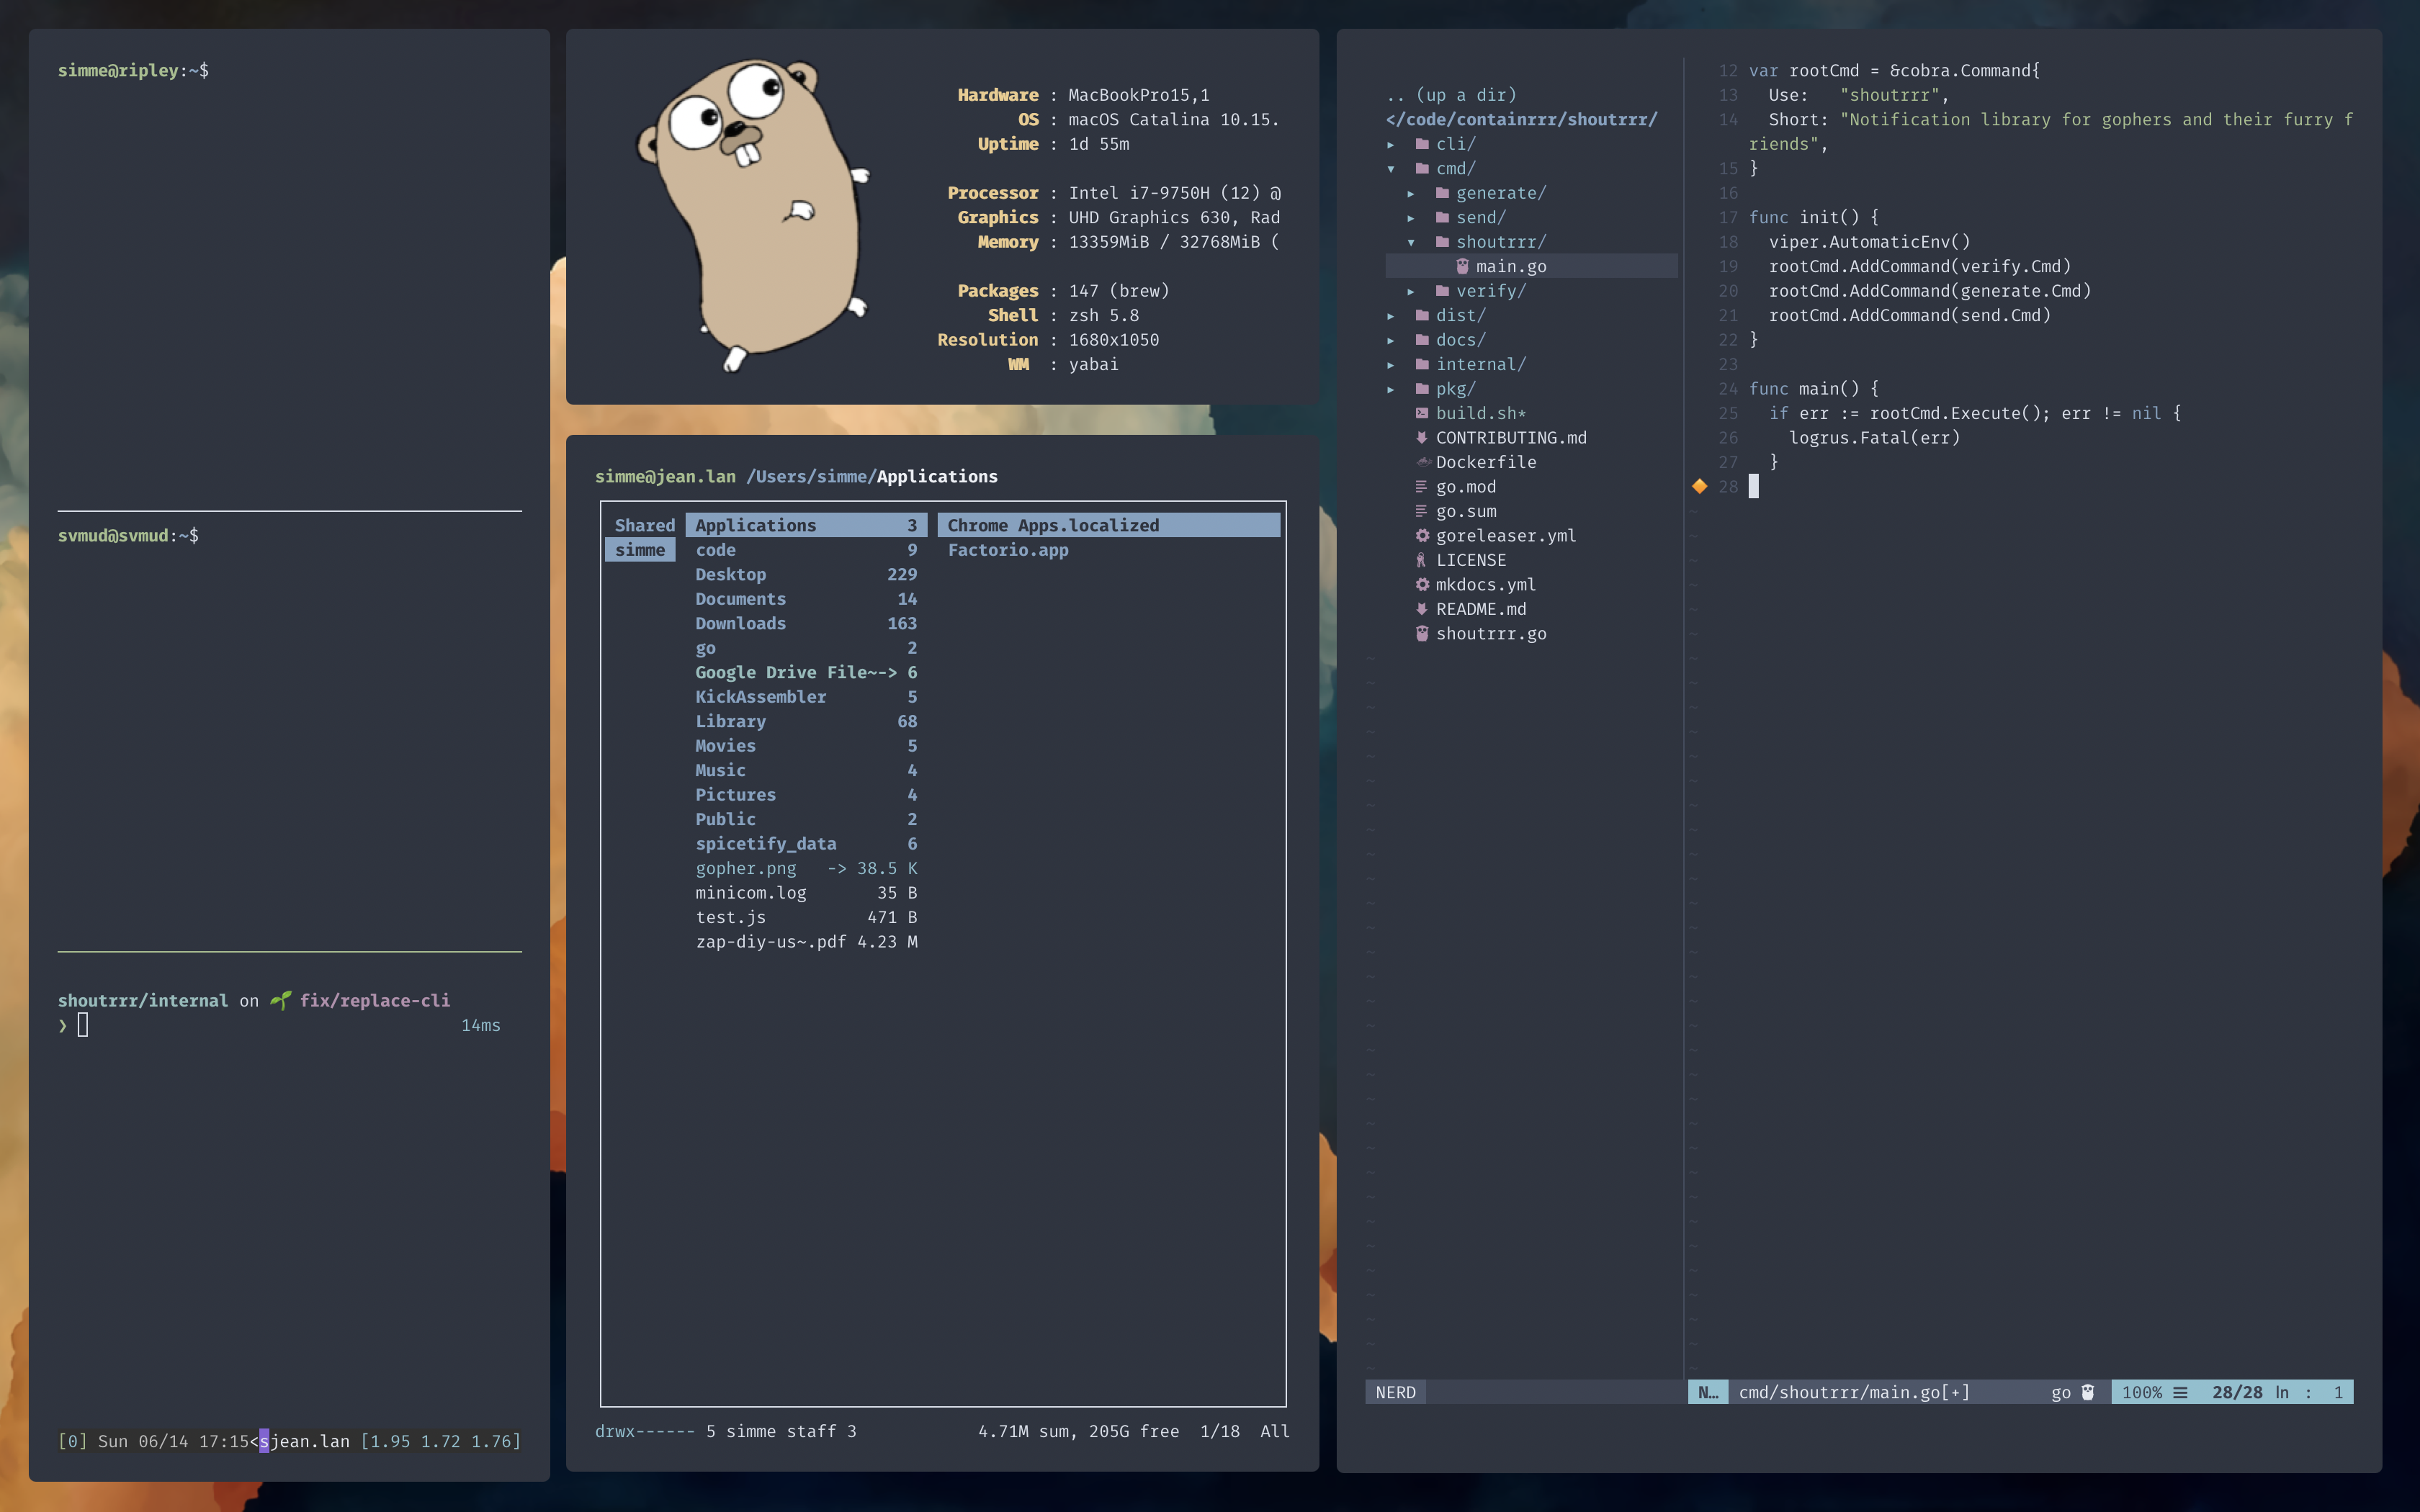 simme@ripley:~$
svmud@svmud:~$
shoutrrr/internal on fix/replace-cli
❯ 14ms
[0] Sun 06/14 17:15<sjean.lan [1.95 1.72 1.76]
Hardware : MacBookPro15,1
OS : macOS Catalina 10.15.
Uptime : 1d 55m
Processor : Intel i7-9750H (12) @
Graphics : UHD Graphics 630, Rad
Memory : 13359MiB / 32768MiB (
Packages : 147 (brew)
Shell : zsh 5.8
Resolution : 1680x1050
WM : yabai
simme@jean.lan /Users/simme/Applications
Shared
simme
Applications 3
code 9
Desktop 229
Documents 14
Downloads 163
go 2
Google Drive File~-> 6
KickAssembler 5
Library 68
Movies 5
Music 4
Pictures 4
Public 2
spicetify_data 6
gopher.png -> 38.5 K
minicom.log 35 B
test.js 471 B
zap-diy-us~.pdf 4.23 M
Chrome Apps.localized
Factorio.app
drwx------ 5 simme staff 3 4.71M sum, 205G free 1/18 All
.. (up a dir)
</code/containrrr/shoutrrr/
▸ cli/
▾ cmd/
▸ generate/
▸ send/
▾ shoutrrr/
main.go
▸ verify/
▸ dist/
▸ docs/
▸ internal/
▸ pkg/
build.sh*
CONTRIBUTING.md
Dockerfile
go.mod
go.sum
goreleaser.yml
LICENSE
mkdocs.yml
README.md
shoutrrr.go
NERD
12 var rootCmd = &cobra.Command{
13 Use: "shoutrrr",
14 Short: "Notification library for gophers and their furry f
riends",
15 }
16
17 func init() {
18 viper.AutomaticEnv()
19 rootCmd.AddCommand(verify.Cmd)
20 rootCmd.AddCommand(generate.Cmd)
21 rootCmd.AddCommand(send.Cmd)
22 }
23
24 func main() {
25 if err := rootCmd.Execute(); err != nil {
26 logrus.Fatal(err)
27 }
28
N… cmd/shoutrrr/main.go[+] go 100% ☰ 28/28 ln : 1